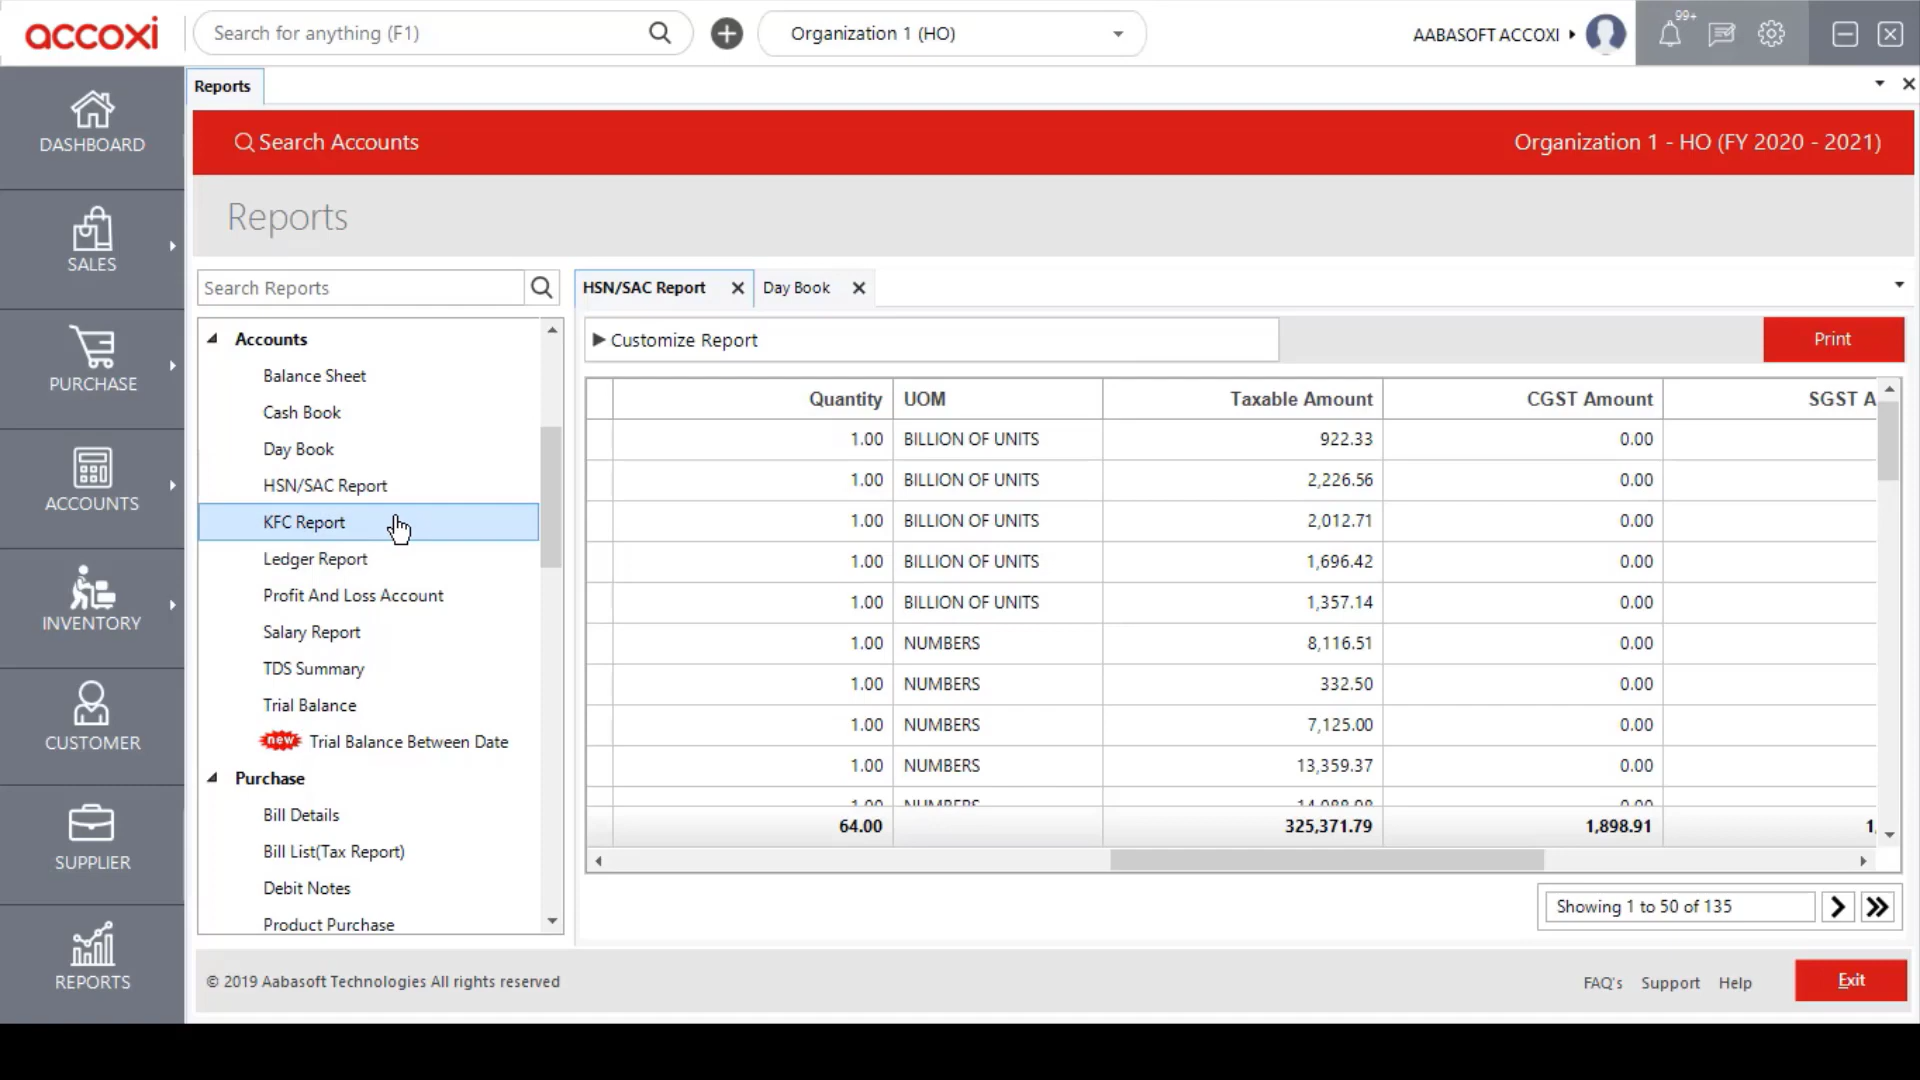 accoxi
Search for anything (F1)
Organization 1 (HO)
AABASOFT ACCOXI
99+
Reports
Search Accounts
Organization 1 - HO (FY 2020 - 2021)
Reports
DASHBOARD
SALES
PURCHASE
ACCOUNTS
INVENTORY
CUSTOMER
SUPPLIER
REPORTS
Search Reports
Accounts
Balance Sheet
Cash Book
Day Book
HSN/SAC Report
KFC Report
Ledger Report
Profit And Loss Account
Salary Report
TDS Summary
Trial Balance
new Trial Balance Between Date
Purchase
Bill Details
Bill List(Tax Report)
Debit Notes
Product Purchase
HSN/SAC Report Day Book
Customize Report
Print
Quantity UOM Taxable Amount CGST Amount SGST A
1.00 BILLION OF UNITS 922.33 0.00
1.00 BILLION OF UNITS 2,226.56 0.00
1.00 BILLION OF UNITS 2,012.71 0.00
1.00 BILLION OF UNITS 1,696.42 0.00
1.00 BILLION OF UNITS 1,357.14 0.00
1.00 NUMBERS 8,116.51 0.00
1.00 NUMBERS 332.50 0.00
1.00 NUMBERS 7,125.00 0.00
1.00 NUMBERS 13,359.37 0.00
1.00 NUMBERS 0.00
64.00 325,371.79 1,898.91 1,
Showing 1 to 50 of 135
© 2019 Aabasoft Technologies All rights reserved
FAQ's Support Help
Exit